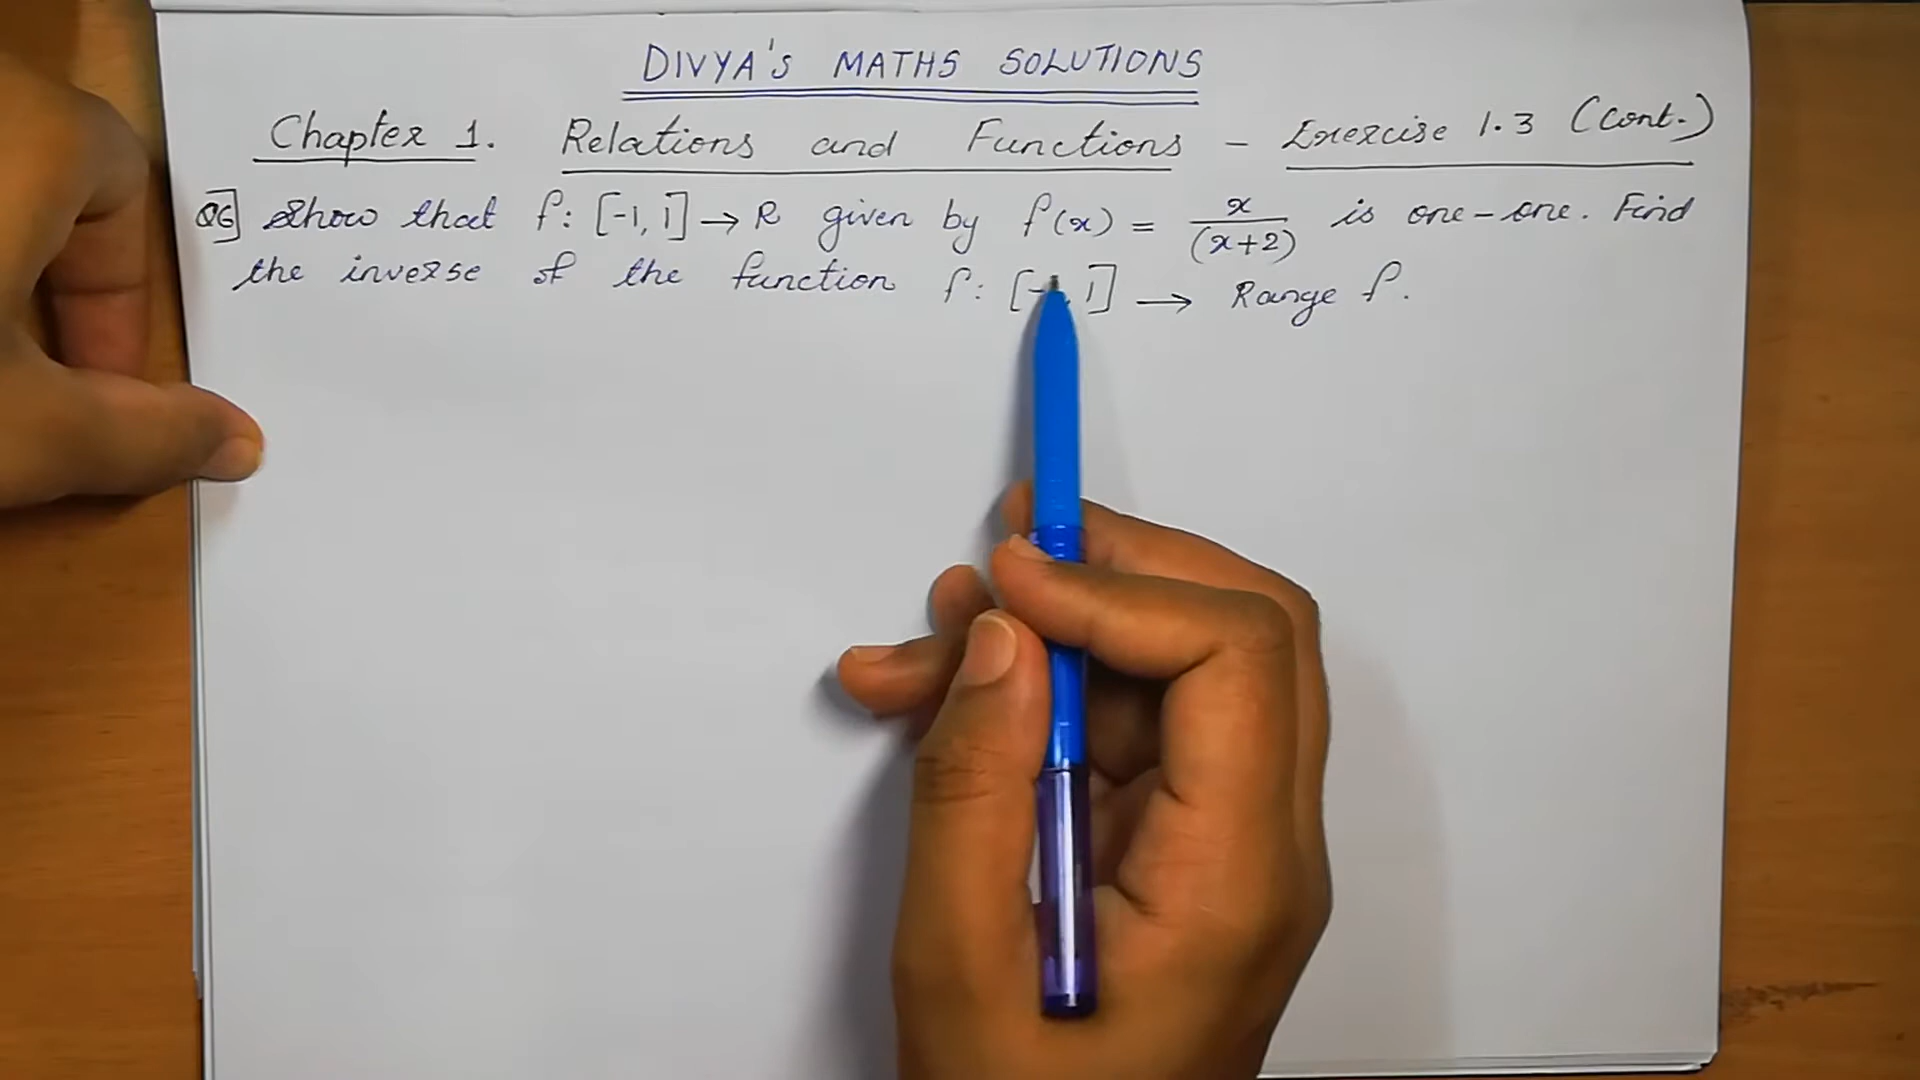 DIVYA'S MATHS SOLUTIONS
Chapter 1. Relations and Functions - Exercise 1.3 (Cont.)
Q6] Show that f: [-1, 1] → R given by f(x) = x/(x+2) is one-one. Find
the inverse of the function f: [-, 1] → Range f.